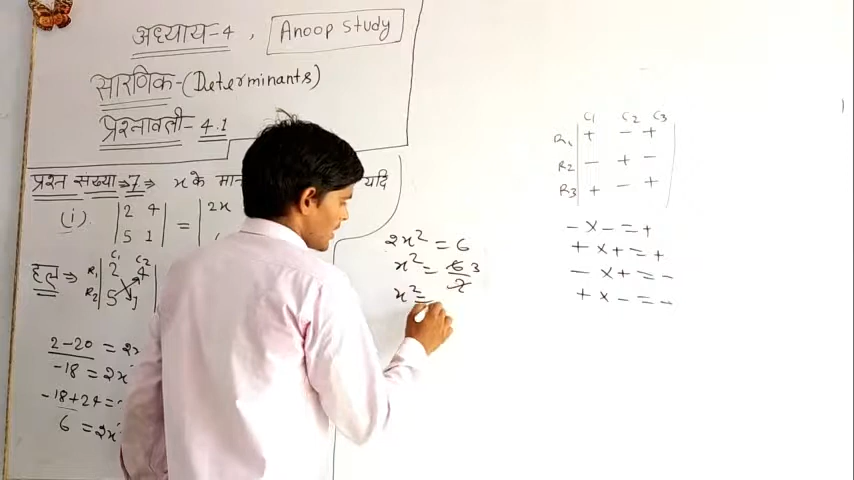 अध्याय-4 , Anoop Study
सारणिक-(Determinants)
प्रश्नावली-4.1
प्रश्न संख्या⇒7⇒ x के मान यदि
(i) |2 4| = |2x
|5 1|
हल⇒ C1 C2
R1 |2 4|
R2 |5 1|
2-20 = 2x
-18 = 2x
-18+24 =
6 = 2x
2x² = 6
x² = 6 3
2
x² =
C1 C2 C3
R1 | + - + |
R2 | - + - |
R3 | + - + |
- x - = +
+ x + = +
- x + = -
+ x - = -